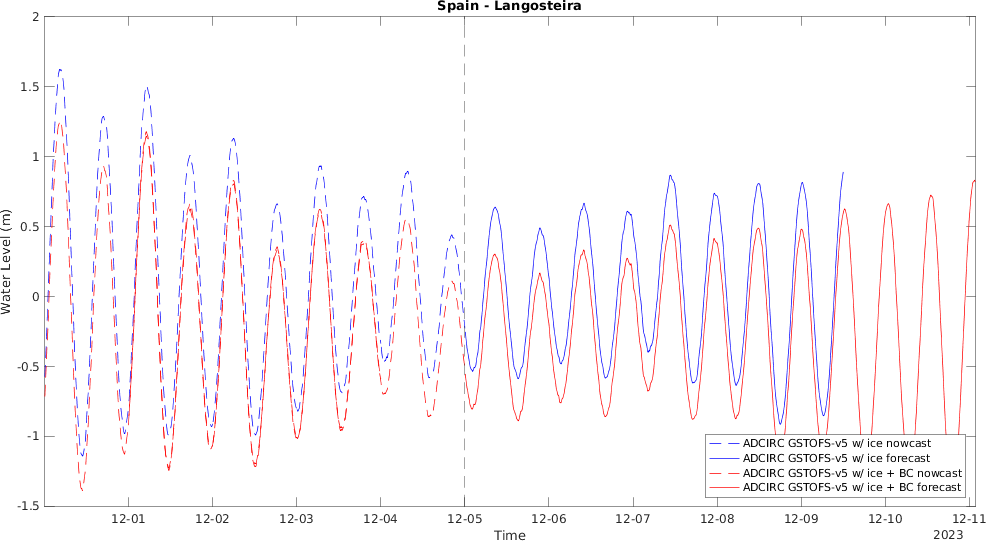 Spain - Langosteira
2
1.5
1
0.5
0
-0.5
-1
-1.5
Water Level (m)
12-01 12-02 12-03 12-04 12-05 12-06 12-07 12-08 12-09 12-10 12-11
Time
2023
ADCIRC GSTOFS-v5 w/ ice nowcast
ADCIRC GSTOFS-v5 w/ ice forecast
ADCIRC GSTOFS-v5 w/ ice + BC nowcast
ADCIRC GSTOFS-v5 w/ ice + BC forecast